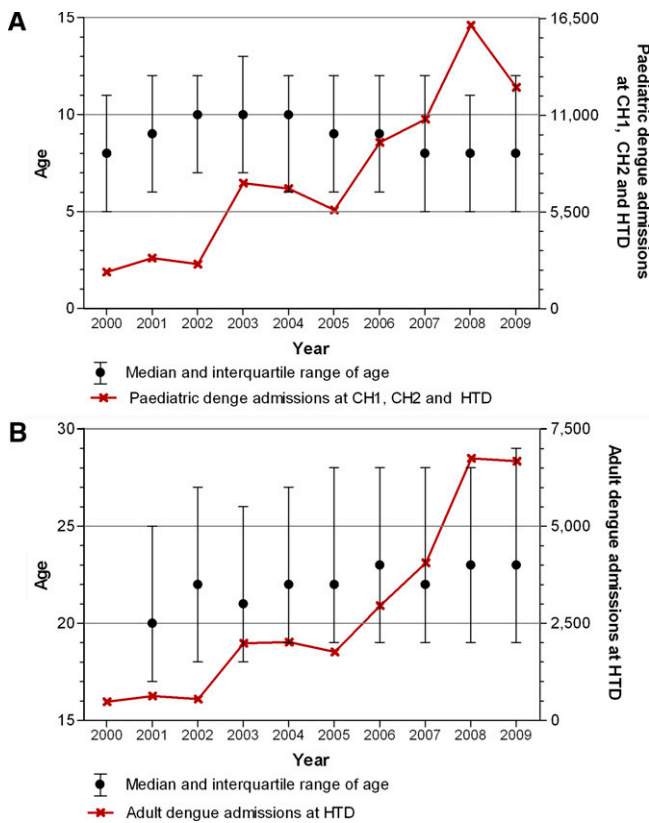 A
15
10
5
0
Age
16,500
11,000
5,500
0
Paediatric dengue admissions
at CH1, CH2 and HTD
2000 2001 2002 2003 2004 2005 2006 2007 2008 2009
Year
Median and interquartile range of age
Paediatric denge admissions at CH1, CH2 and HTD
B
30
25
20
15
Age
7,500
5,000
2,500
0
Adult dengue admissions at HTD
2000 2001 2002 2003 2004 2005 2006 2007 2008 2009
Year
Median and interquartile range of age
Adult dengue admissions at HTD